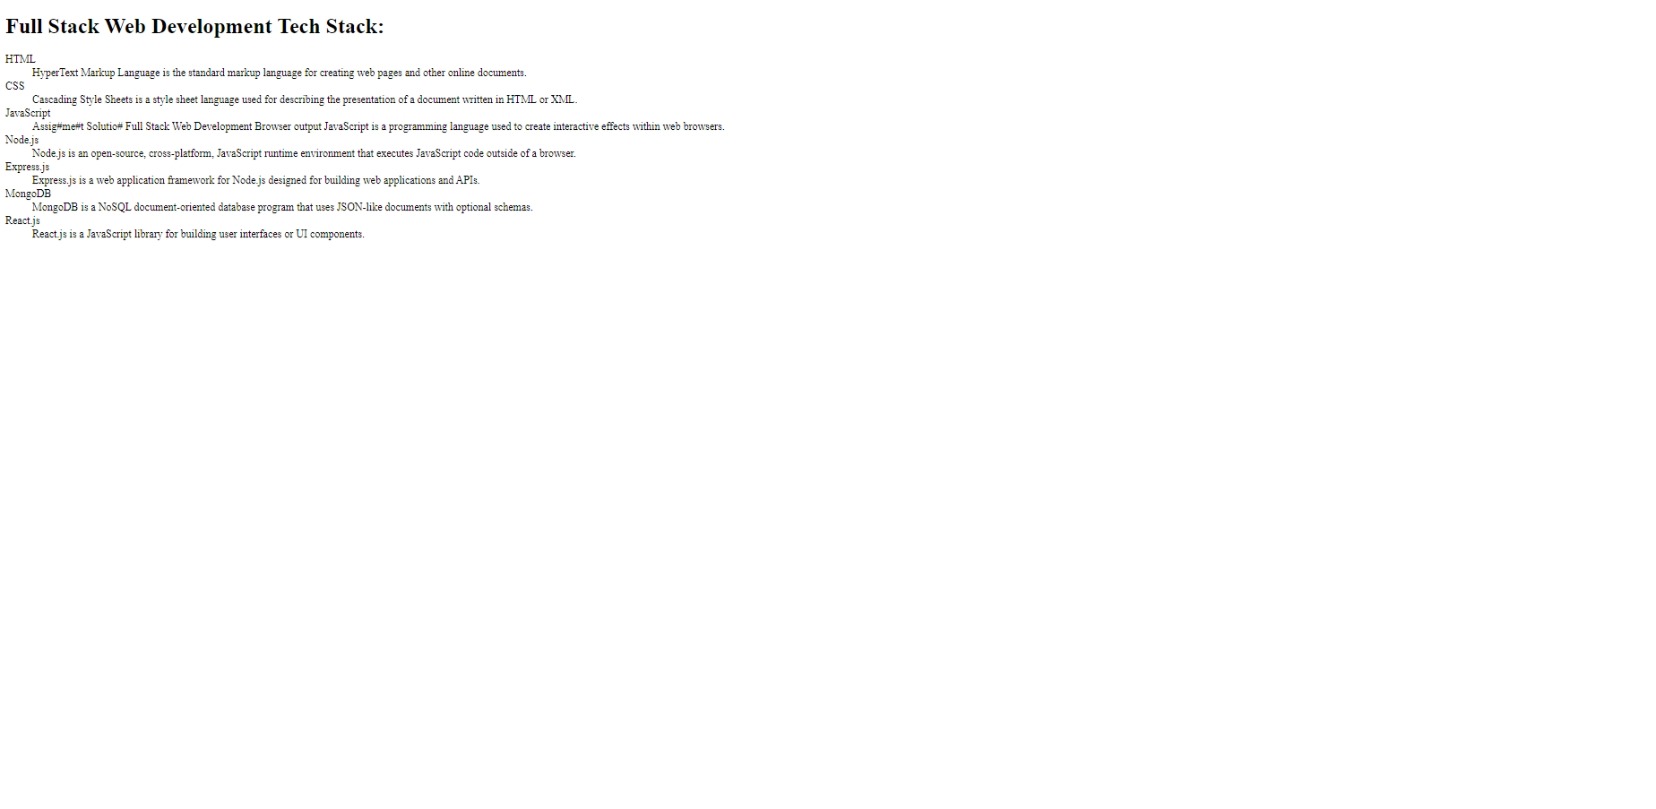 Full Stack Web Development Tech Stack:
HTML
HyperText Markup Language is the standard markup language for creating web pages and other online documents.
CSS
Cascading Style Sheets is a style sheet language used for describing the presentation of a document written in HTML or XML.
JavaScript
Assig#me#t Solutio# Full Stack Web Development Browser output JavaScript is a programming language used to create interactive effects within web browsers.
Node.js
Node.js is an open-source, cross-platform, JavaScript runtime environment that executes JavaScript code outside of a browser.
Express.js
Express.js is a web application framework for Node.js designed for building web applications and APIs.
MongoDB
MongoDB is a NoSQL document-oriented database program that uses JSON-like documents with optional schemas.
React.js
React.js is a JavaScript library for building user interfaces or UI components.